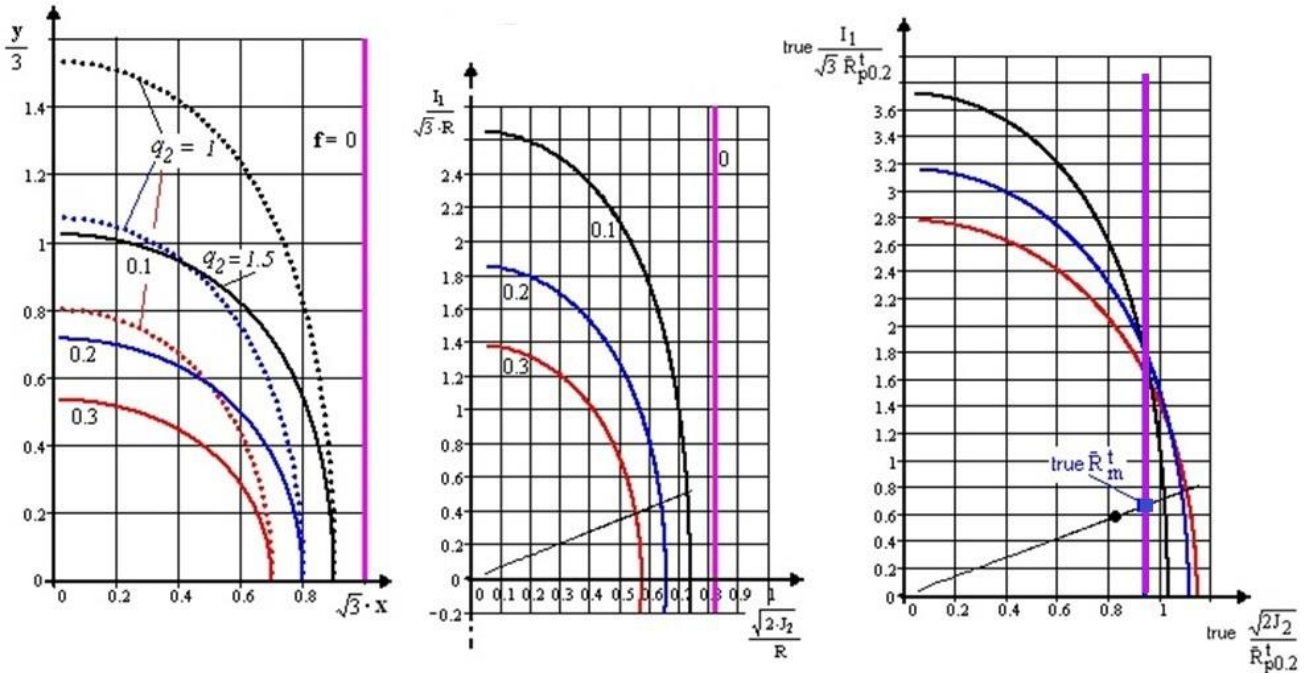 y
3
1.4
1.2
1
0.8
0.6
0.4
0.2
0
f = 0
q₂ = 1
q₂ = 1.5
0.1
0.2
0.3
0 0.2 0.4 0.6 0.8
√3 · x
I₁
√3 · R
2.4
2.2
2
1.8
1.6
1.4
1.2
1
0.8
0.6
0.4
0.2
0
-0.2
0
0.1
0.2
0.3
0 0.1 0.2 0.3 0.4 0.5 0.6 0.7 0.8 0.9 1
√2·J₂
R
true I₁
√3 R̄ᵗp0.2
3.6
3.2
3
2.8
2.6
2.4
2.2
2
1.8
1.6
1.4
1.2
1
0.8
0.6
0.4
0.2
0
true R̄ᵗm
0 0.2 0.4 0.6 0.8 1
true √2J₂
R̄ᵗp0.2